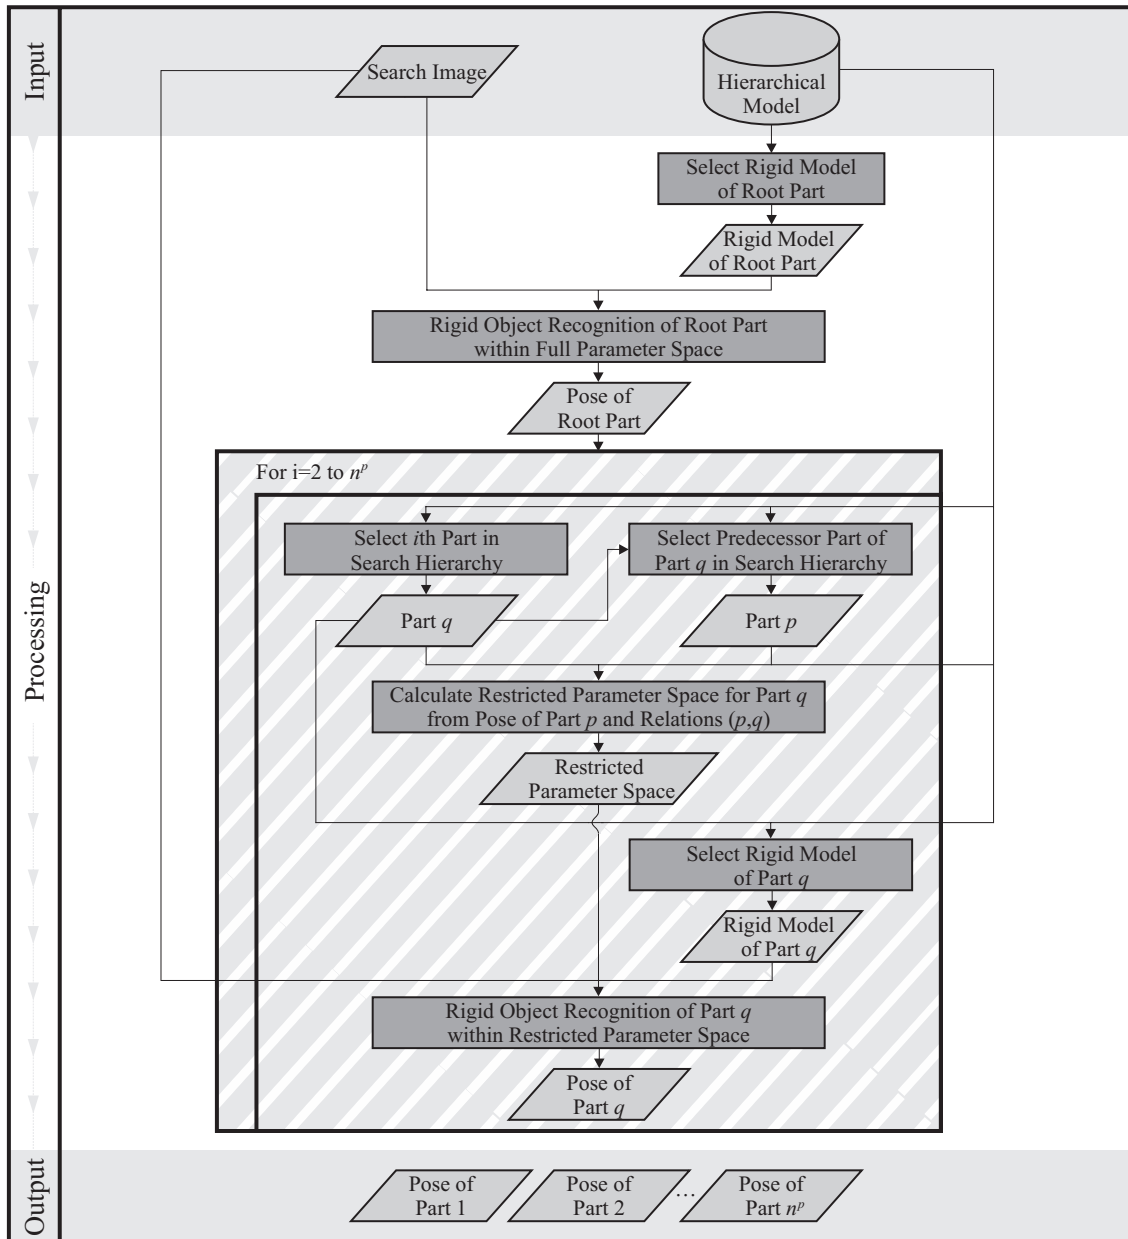 Input
Search Image
Hierarchical
Model
Select Rigid Model
of Root Part
Rigid Model
of Root Part
Rigid Object Recognition of Root Part
within Full Parameter Space
Pose of
Root Part
Processing
For i=2 to nᵖ
Select ith Part in
Search Hierarchy
Select Predecessor Part of
Part q in Search Hierarchy
Part q
Part p
Calculate Restricted Parameter Space for Part q
from Pose of Part p and Relations (p,q)
Restricted
Parameter Space
Select Rigid Model
of Part q
Rigid Model
of Part q
Rigid Object Recognition of Part q
within Restricted Parameter Space
Pose of
Part q
Output
Pose of
Part 1
Pose of
Part 2
...
Pose of
Part nᵖ